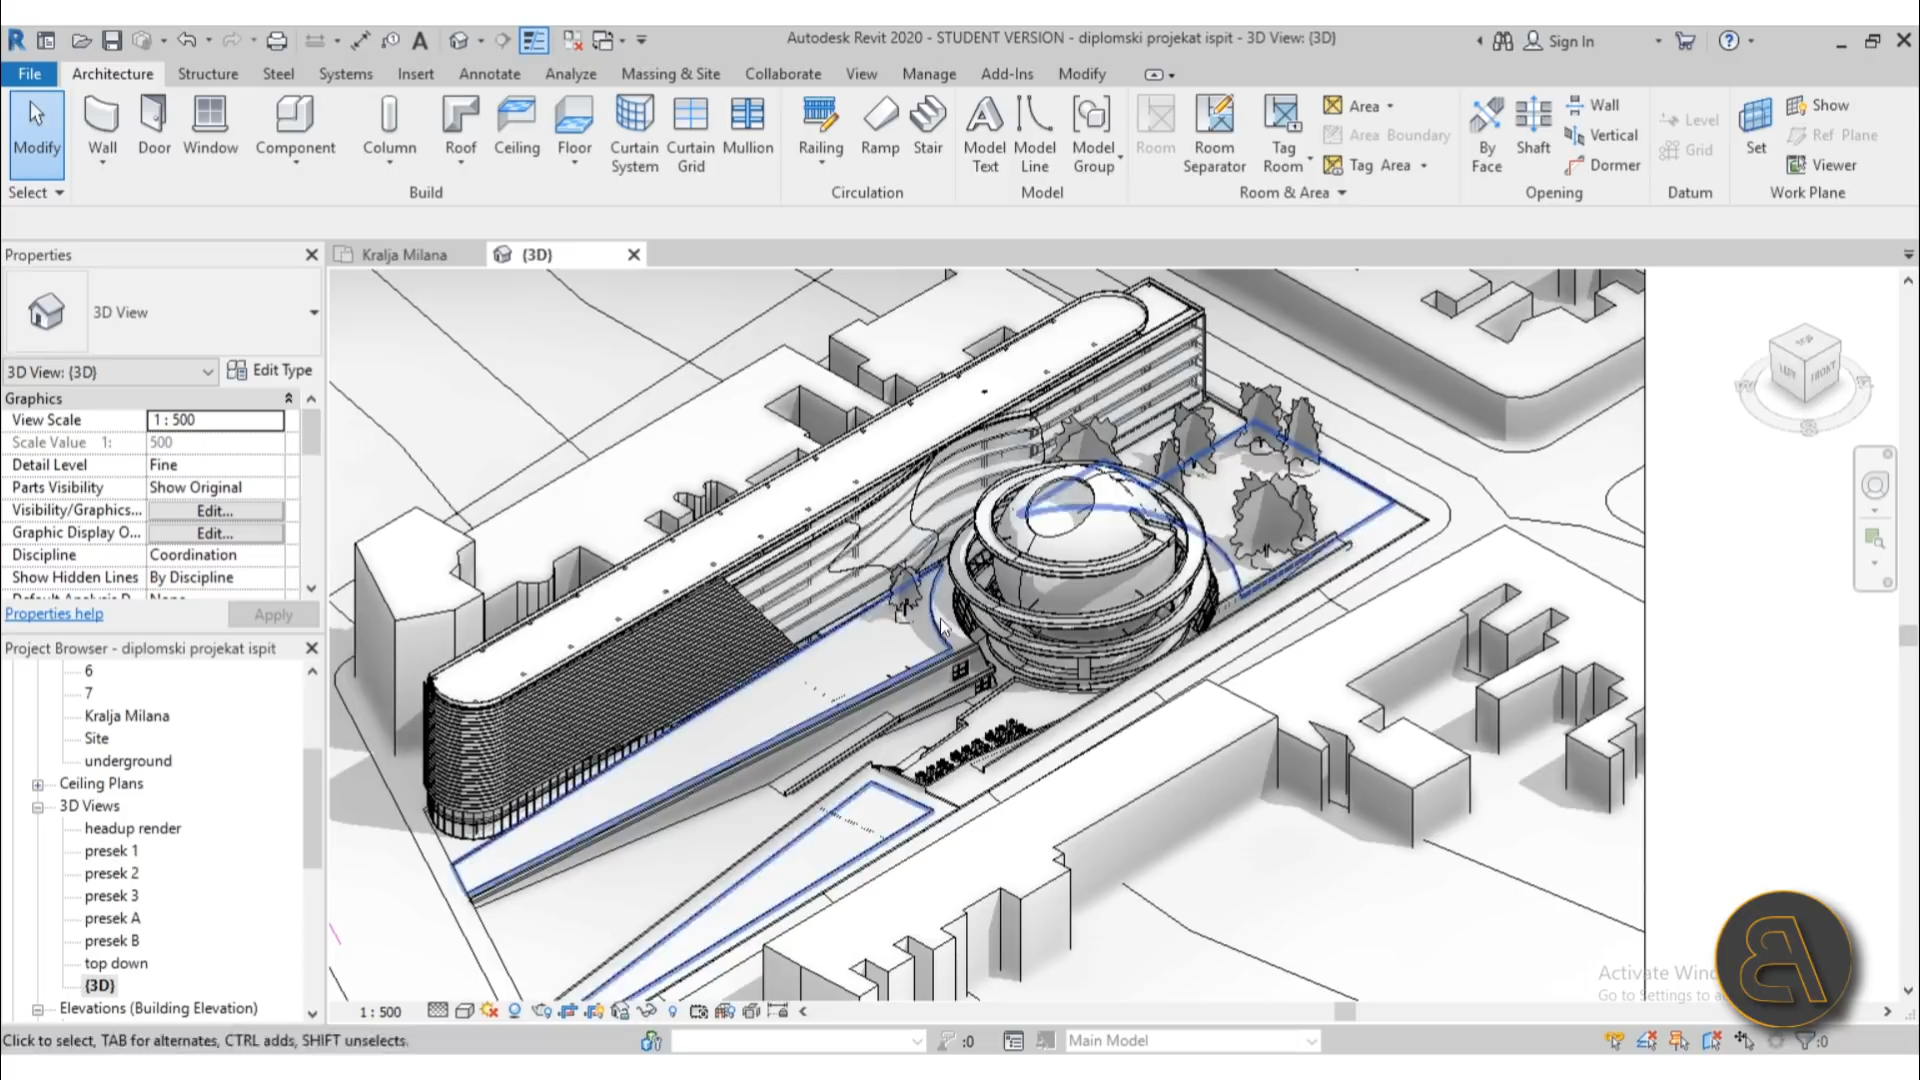 Autodesk Revit 2020 - STUDENT VERSION - diplomski projekat ispit - 3D View: {3D}
Sign In
File Architecture Structure Steel Systems Insert Annotate Analyze Massing & Site Collaborate View Manage Add-Ins Modify
Modify Wall Door Window Component Column Roof Ceiling Floor Curtain System Curtain Grid Mullion Railing Ramp Stair Model Text Model Line Model Group Room Room Separator Tag Room
Area
Area Boundary
Tag Area
By Face Shaft
Wall
Vertical
Dormer
Level
Grid
Set
Show
Ref Plane
Viewer
Select Build Circulation Model Room & Area Opening Datum Work Plane
Properties
Kralja Milana
{3D}
3D View
3D View: {3D} Edit Type
Graphics
View Scale 1 : 500
Scale Value 1: 500
Detail Level Fine
Parts Visibility Show Original
Visibility/Graphics... Edit...
Graphic Display O... Edit...
Discipline Coordination
Show Hidden Lines By Discipline
Properties help Apply
Project Browser - diplomski projekat ispit
6
7
Kralja Milana
Site
underground
Ceiling Plans
3D Views
headup render
presek 1
presek 2
presek 3
presek A
presek B
top down
{3D}
Elevations (Building Elevation)
TOP
LEFT FRONT
1 : 500
Click to select, TAB for alternates, CTRL adds, SHIFT unselects.
:0
Main Model
:0
Activate Wind
Go to Settings to a